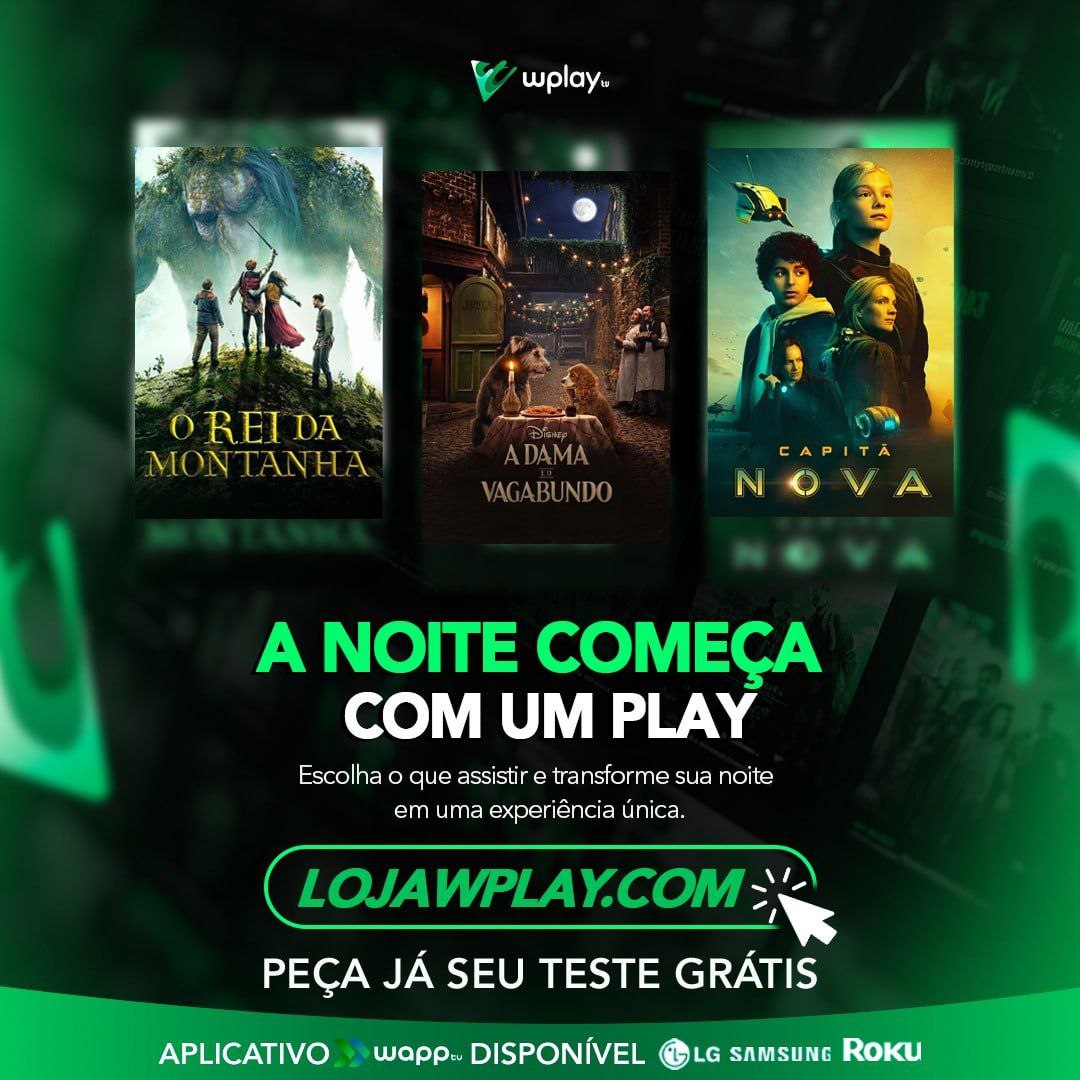 wplay tv
O REI DA
MONTANHA
Disney
A DAMA
E O
VAGABUNDO
CAPITÃ
NOVA
MONTANHA
NOVA
A NOITE COMEÇA
COM UM PLAY
Escolha o que assistir e transforme sua noite
em uma experiência única.
LOJAWPLAY.COM
PEÇA JÁ SEU TESTE GRÁTIS
APLICATIVO wapp tv DISPONÍVEL LG SAMSUNG ROKU